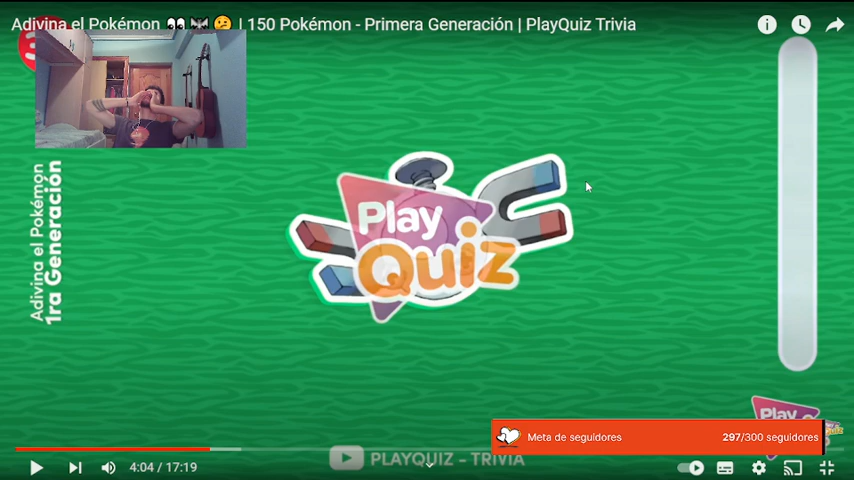 Adivina el Pokémon 👀🦇🫤 | 150 Pokémon - Primera Generación | PlayQuiz Trivia
Adivina el Pokémon
1ra Generación
Play
Quiz
Play
Meta de seguidores
297/300 seguidores
4:04 / 17:19
PLAYQUIZ - TRIVIA